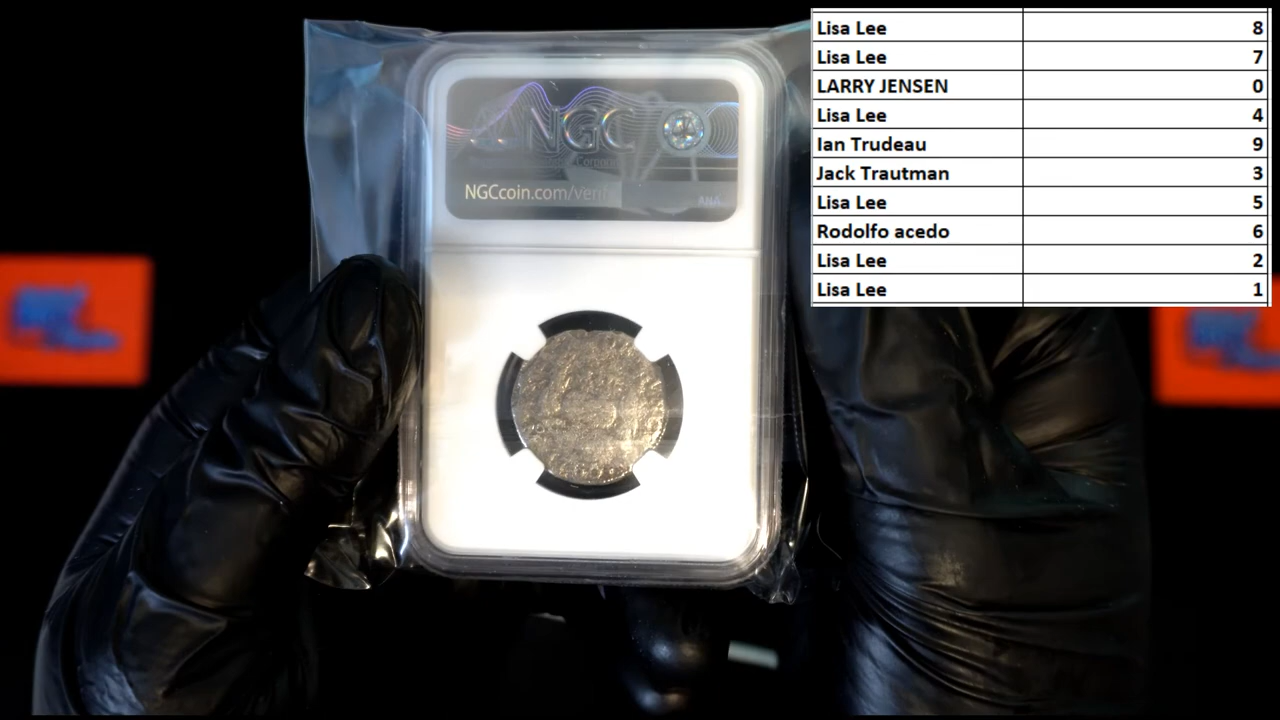 NGC
NGCcoin.com/veri
ANA
Lisa Lee 8
Lisa Lee 7
LARRY JENSEN 0
Lisa Lee 4
Ian Trudeau 9
Jack Trautman 3
Lisa Lee 5
Rodolfo acedo 6
Lisa Lee 2
Lisa Lee 1